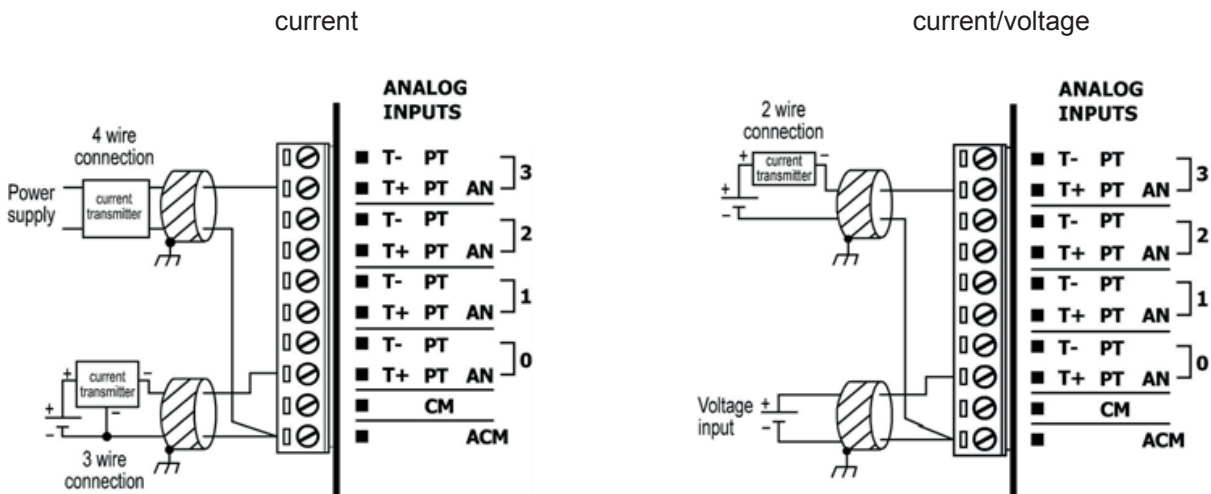 current
ANALOG
INPUTS
4 wire
connection
Power
supply
current
transmitter
T- PT
T+ PT AN
3
T- PT
T+ PT AN
2
T- PT
T+ PT AN
1
T- PT
T+ PT AN
0
CM
ACM
+
-
current
transmitter
-
+
-
3 wire
connection
current/voltage
ANALOG
INPUTS
2 wire
connection
+
current
transmitter
-
+
-
T- PT
T+ PT AN
3
T- PT
T+ PT AN
2
T- PT
T+ PT AN
1
T- PT
T+ PT AN
0
CM
ACM
Voltage
input
+
-